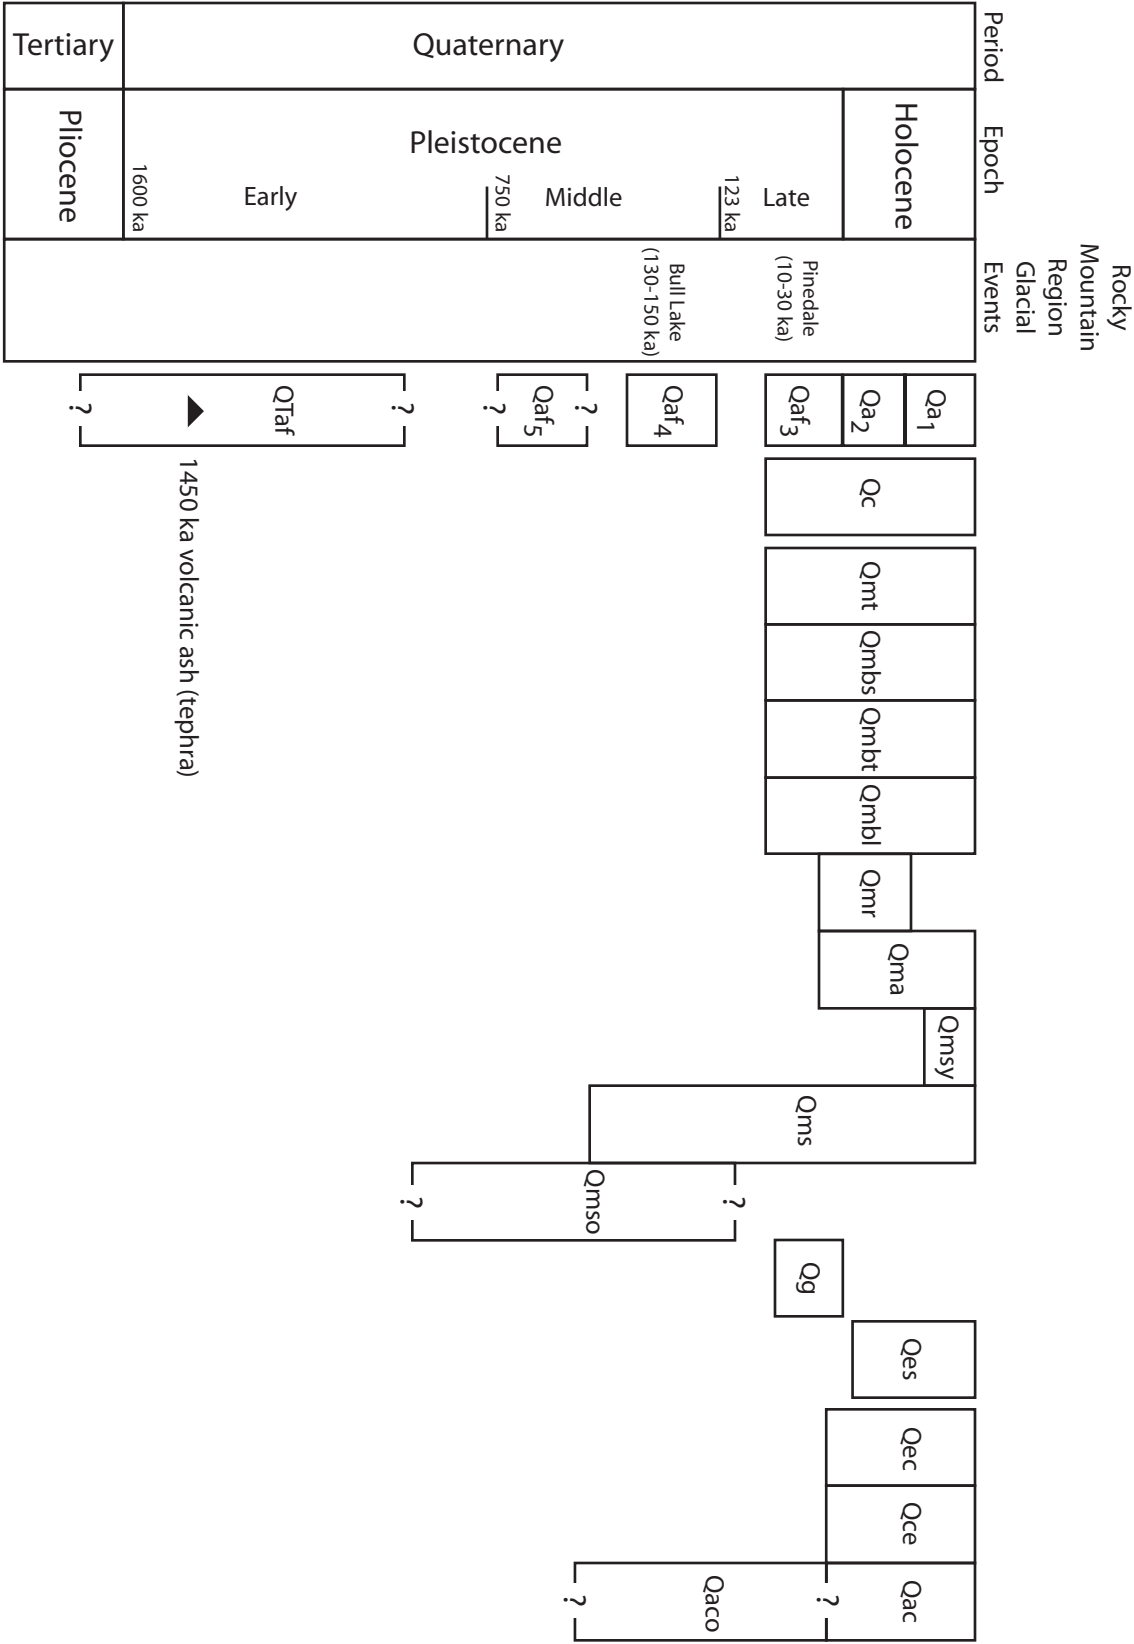 Period
Quaternary
Tertiary
Epoch
Holocene
Pleistocene
Late
123 ka
Middle
750 ka
Early
1600 ka
Pliocene
Rocky
Mountain
Region
Glacial
Events
Pinedale
(10-30 ka)
Bull Lake
(130-150 ka)
Qa1
Qa2
Qaf3
Qaf4
?
Qaf5
?
?
QTaf
?
1450 ka volcanic ash (tephra)
Qc
Qmt
Qmbs
Qmbt
Qmbl
Qmr
Qma
Qmsy
Qms
?
Qmso
?
Qg
Qes
Qec
Qce
Qac
?
Qaco
?